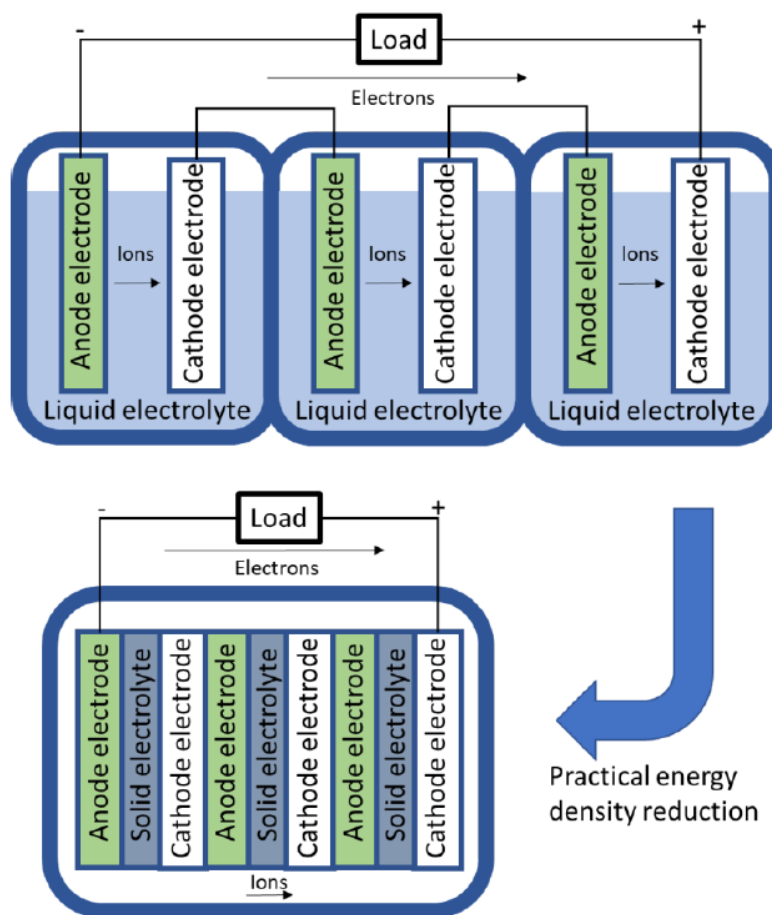 - Load +
Electrons
Anode electrode
Ions
Cathode electrode
Liquid electrolyte
Anode electrode
Ions
Cathode electrode
Liquid electrolyte
Anode electrode
Ions
Cathode electrode
Liquid electrolyte
- Load +
Electrons
Anode electrode
Solid electrolyte
Cathode electrode
Anode electrode
Solid electrolyte
Cathode electrode
Anode electrode
Solid electrolyte
Cathode electrode
Ions
Practical energy
density reduction